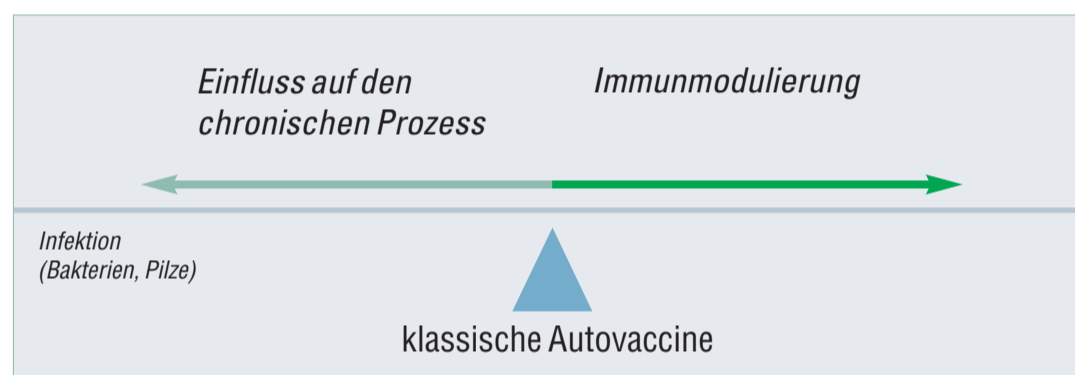 Einfluss auf den
chronischen Prozess
Immunmodulierung
Infektion
(Bakterien, Pilze)
klassische Autovaccine